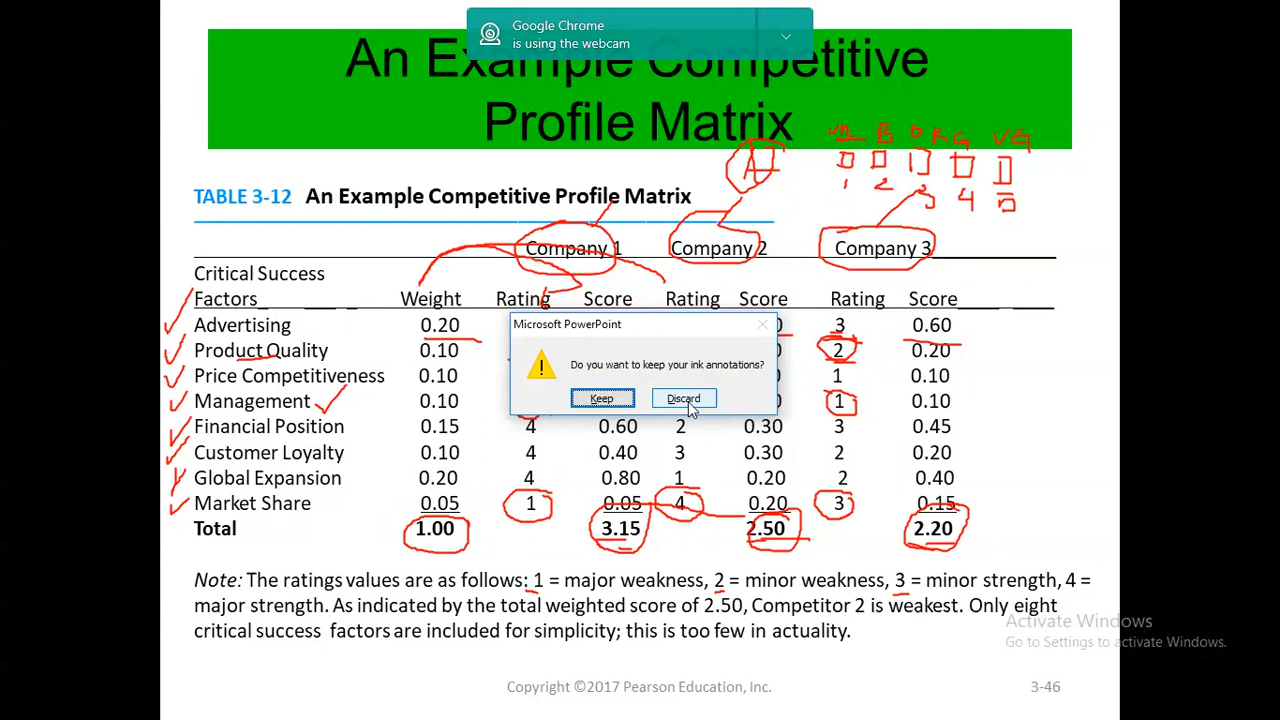 Google Chrome
is using the webcam
An Example Competitive
Profile Matrix
A
B G VG
1 2 3 4 5
TABLE 3-12 An Example Competitive Profile Matrix
Company 1 Company 2 Company 3
Critical Success
Factors Weight Rating Score Rating Score Rating Score
Advertising 0.20 0 3 0.60
Product Quality 0.10 0 2 0.20
Price Competitiveness 0.10 0 1 0.10
Management 0.10 0 1 0.10
Financial Position 0.15 4 0.60 2 0.30 3 0.45
Customer Loyalty 0.10 4 0.40 3 0.30 2 0.20
Global Expansion 0.20 4 0.80 1 0.20 2 0.40
Market Share 0.05 1 0.05 4 0.20 3 0.15
Total 1.00 3.15 2.50 2.20
Microsoft PowerPoint
Do you want to keep your ink annotations?
Keep Discard
Note: The ratings values are as follows: 1 = major weakness, 2 = minor weakness, 3 = minor strength, 4 =
major strength. As indicated by the total weighted score of 2.50, Competitor 2 is weakest. Only eight
critical success factors are included for simplicity; this is too few in actuality.
Activate Windows
Go to Settings to activate Windows.
Copyright ©2017 Pearson Education, Inc. 3-46